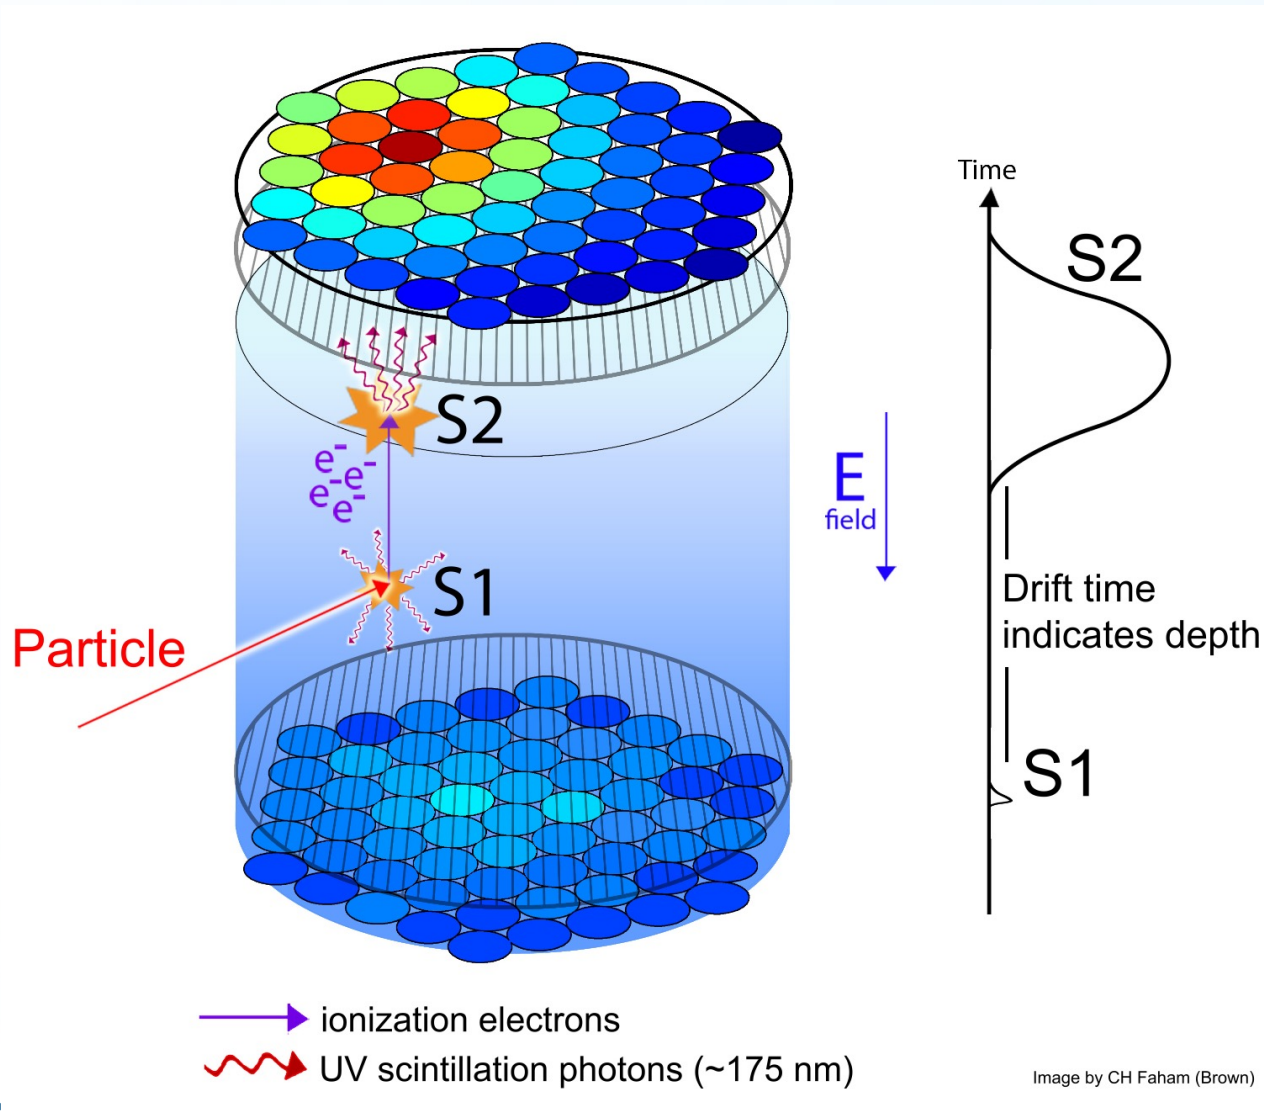 Time
S2
S2
e-
e-
e-
e-
E
field
S1
Drift time
indicates depth
Particle
S1
ionization electrons
UV scintillation photons (~175 nm)
Image by CH Faham (Brown)